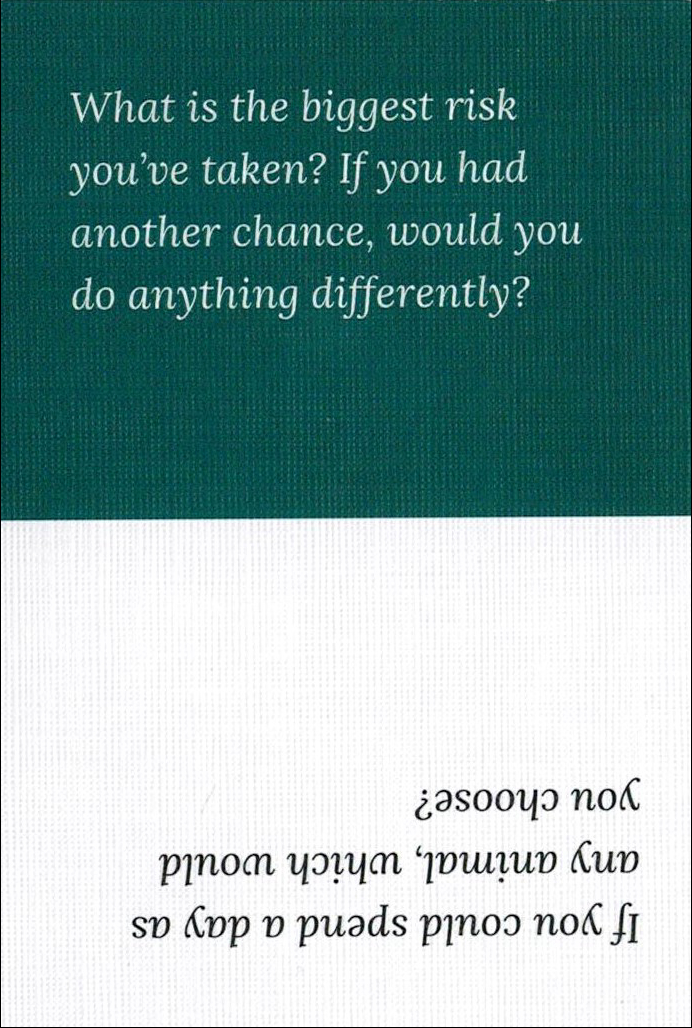 What is the biggest risk
you've taken? If you had
another chance, would you
do anything differently?
If you could spend a day as
any animal, which would
you choose?